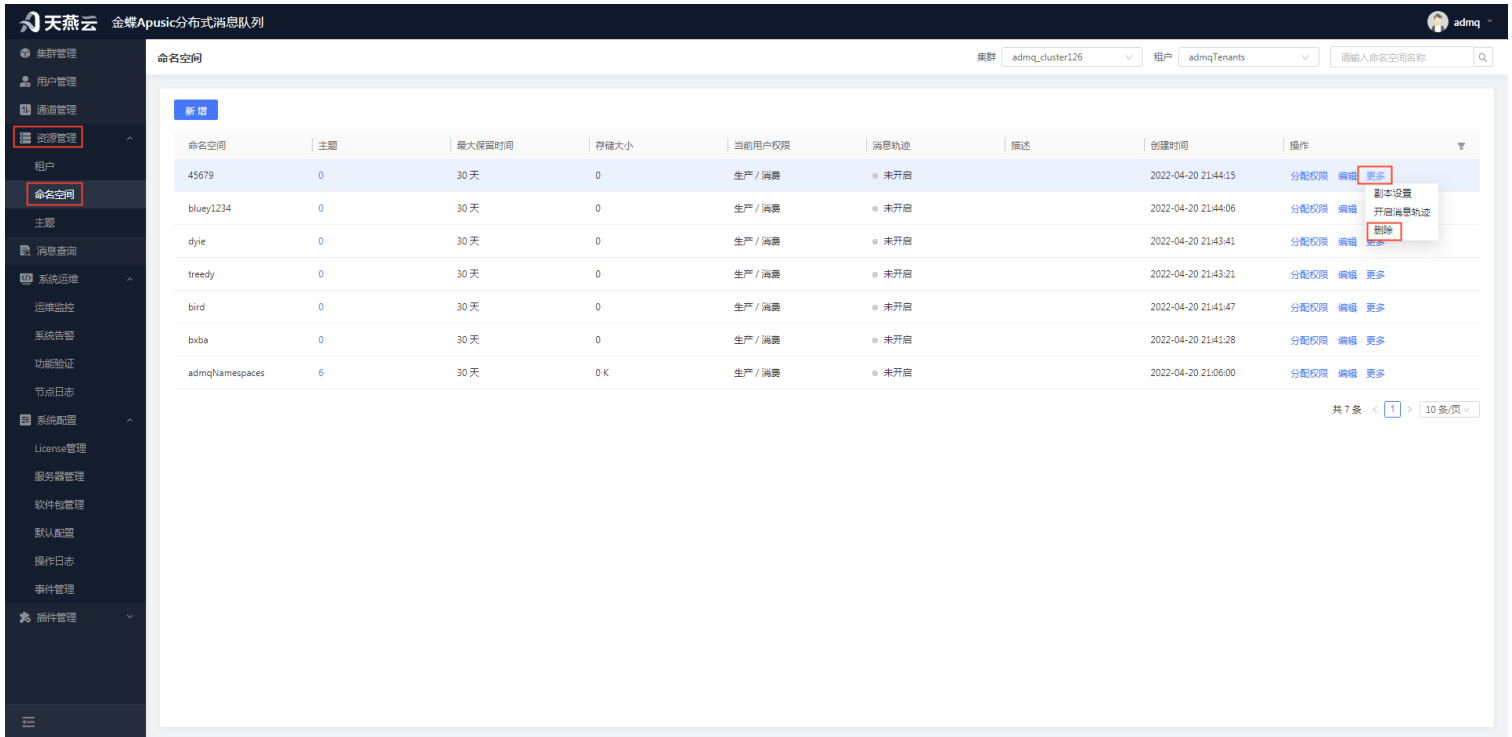 天燕云 金蝶Apusic分布式消息队列 admq
集群管理
用户管理
通道管理
资源管理
租户
命名空间
主题
消息查询
系统运维
运维监控
系统告警
功能验证
节点日志
系统配置
License管理
服务器管理
软件包管理
默认配置
操作日志
事件管理
插件管理
命名空间 集群 admq_cluster126 租户 admqTenants 请输入命名空间名称
新增
命名空间 主题 最大保留时间 存储大小 当前用户权限 消息轨迹 描述 创建时间 操作
45679 0 30 天 0 生产 / 消费 未开启 2022-04-20 21:44:15 分配权限 编辑 更多
副本设置
开启消息轨迹
删除
bluey1234 0 30 天 0 生产 / 消费 未开启 2022-04-20 21:44:06 分配权限 编辑
dyie 0 30 天 0 生产 / 消费 未开启 2022-04-20 21:43:41 分配权限 编辑 更多
treedy 0 30 天 0 生产 / 消费 未开启 2022-04-20 21:43:21 分配权限 编辑 更多
bird 0 30 天 0 生产 / 消费 未开启 2022-04-20 21:41:47 分配权限 编辑 更多
bxba 0 30 天 0 生产 / 消费 未开启 2022-04-20 21:41:28 分配权限 编辑 更多
admqNamespaces 6 30 天 0 K 生产 / 消费 未开启 2022-04-20 21:06:00 分配权限 编辑 更多
共 7 条 < 1 > 10 条/页